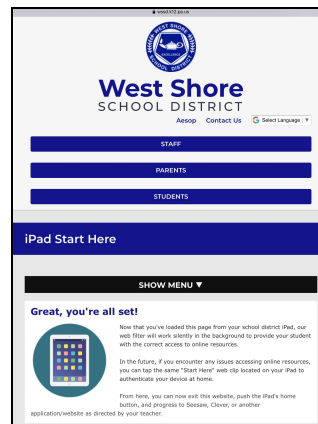 wssd.k12.pa.us
WEST SHORE
EXCELLENCE
SCHOOL DISTRICT
West Shore
SCHOOL DISTRICT
Aesop Contact Us Select Language ▼
STAFF
PARENTS
STUDENTS
iPad Start Here
SHOW MENU ▼
Great, you're all set!
Now that you've loaded this page from your school district iPad, our
web filter will work silently in the background to provide your student
with the correct access to online resources.
In the future, if you encounter any issues accessing online resources,
you can tap the same "Start Here" web clip located on your iPad to
authenticate your device at home.
From here, you can now exit this website, push the iPad's home
button, and progress to Seesaw, Clever, or another
application/website as directed by your teacher.